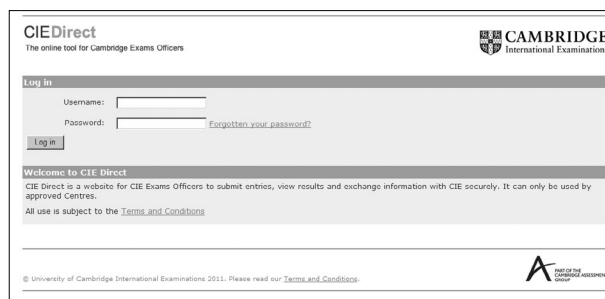 CIE Direct
The online tool for Cambridge Exams Officers
CAMBRIDGE
International Examination
Log in
Username:
Password:
Forgotten your password?
Log in
Welcome to CIE Direct
CIE Direct is a website for CIE Exams Officers to submit entries, view results and exchange information with CIE securely. It can only be used by
approved Centres.
All use is subject to the Terms and Conditions
PART OF THE
CAMBRIDGE ASSESSMENT
GROUP
© University of Cambridge International Examinations 2011. Please read our Terms and Conditions.